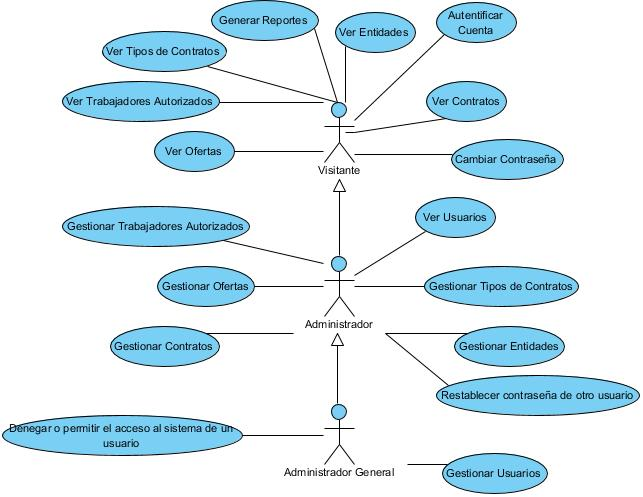 Generar Reportes
Autentificar
Cuenta
Ver Entidades
Ver Tipos de Contratos
Ver Trabajadores Autorizados
Ver Contratos
Ver Ofertas
Cambiar Contraseña
Visitante
Ver Usuarios
Gestionar Trabajadores Autorizados
Gestionar Ofertas
Gestionar Tipos de Contratos
Administrador
Gestionar Contratos
Gestionar Entidades
Restablecer contraseña de otro usuario
Denegar o permitir el acceso al sistema de un
usuario
Administrador General
Gestionar Usuarios